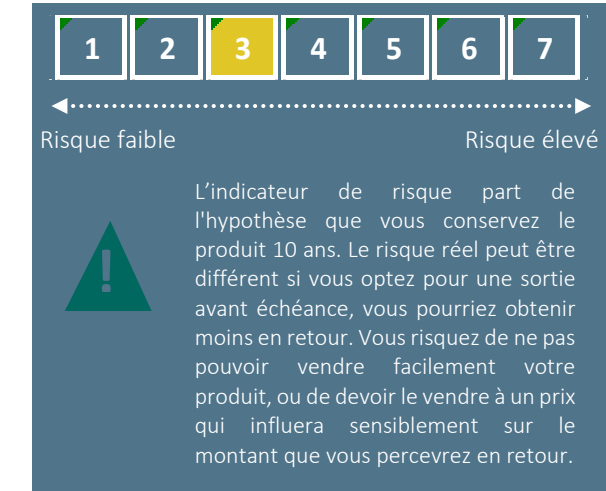 1 2 3 4 5 6 7
Risque faible Risque élevé
L’indicateur de risque part de
l'hypothèse que vous conservez le
produit 10 ans. Le risque réel peut être
différent si vous optez pour une sortie
avant échéance, vous pourriez obtenir
moins en retour. Vous risquez de ne pas
pouvoir vendre facilement votre
produit, ou de devoir le vendre à un prix
qui influera sensiblement sur le
montant que vous percevrez en retour.
!